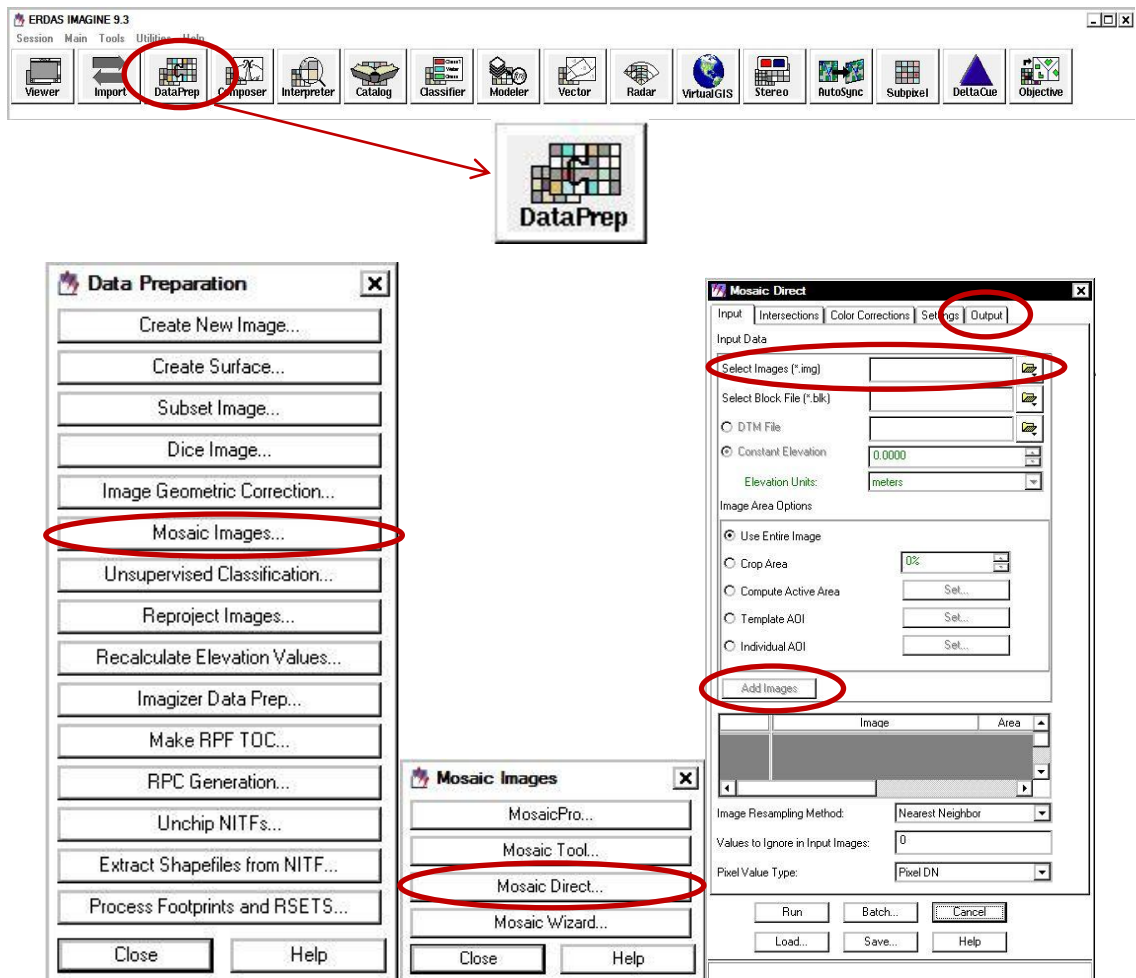 ERDAS IMAGINE 9.3
Session Main Tools Utilities Help
Viewer Import DataPrep Composer Interpreter Catalog Classifier Modeler Vector Radar VirtualGIS Stereo AutoSync Subpixel DeltaCue Objective
DataPrep
Data Preparation
Create New Image...
Create Surface...
Subset Image...
Dice Image...
Image Geometric Correction...
Mosaic Images...
Unsupervised Classification...
Reproject Images...
Recalculate Elevation Values...
Imagizer Data Prep...
Make RPF TOC...
RPC Generation...
Unchip NITFs...
Extract Shapefiles from NITF...
Process Footprints and RSETS...
Close Help
Mosaic Images
MosaicPro...
Mosaic Tool...
Mosaic Direct...
Mosaic Wizard...
Close Help
Mosaic Direct
Input Intersections Color Corrections Settings Output
Input Data
Select Images (*.img)
Select Block File (*.blk)
DTM File
Constant Elevation 0.0000
Elevation Units: meters
Image Area Options
Use Entire Image
Crop Area 0%
Compute Active Area Set...
Template AOI Set...
Individual AOI Set...
Add Images
Image Area
Image Resampling Method: Nearest Neighbor
Values to Ignore in Input Images: 0
Pixel Value Type: Pixel DN
Run Batch... Cancel
Load... Save... Help